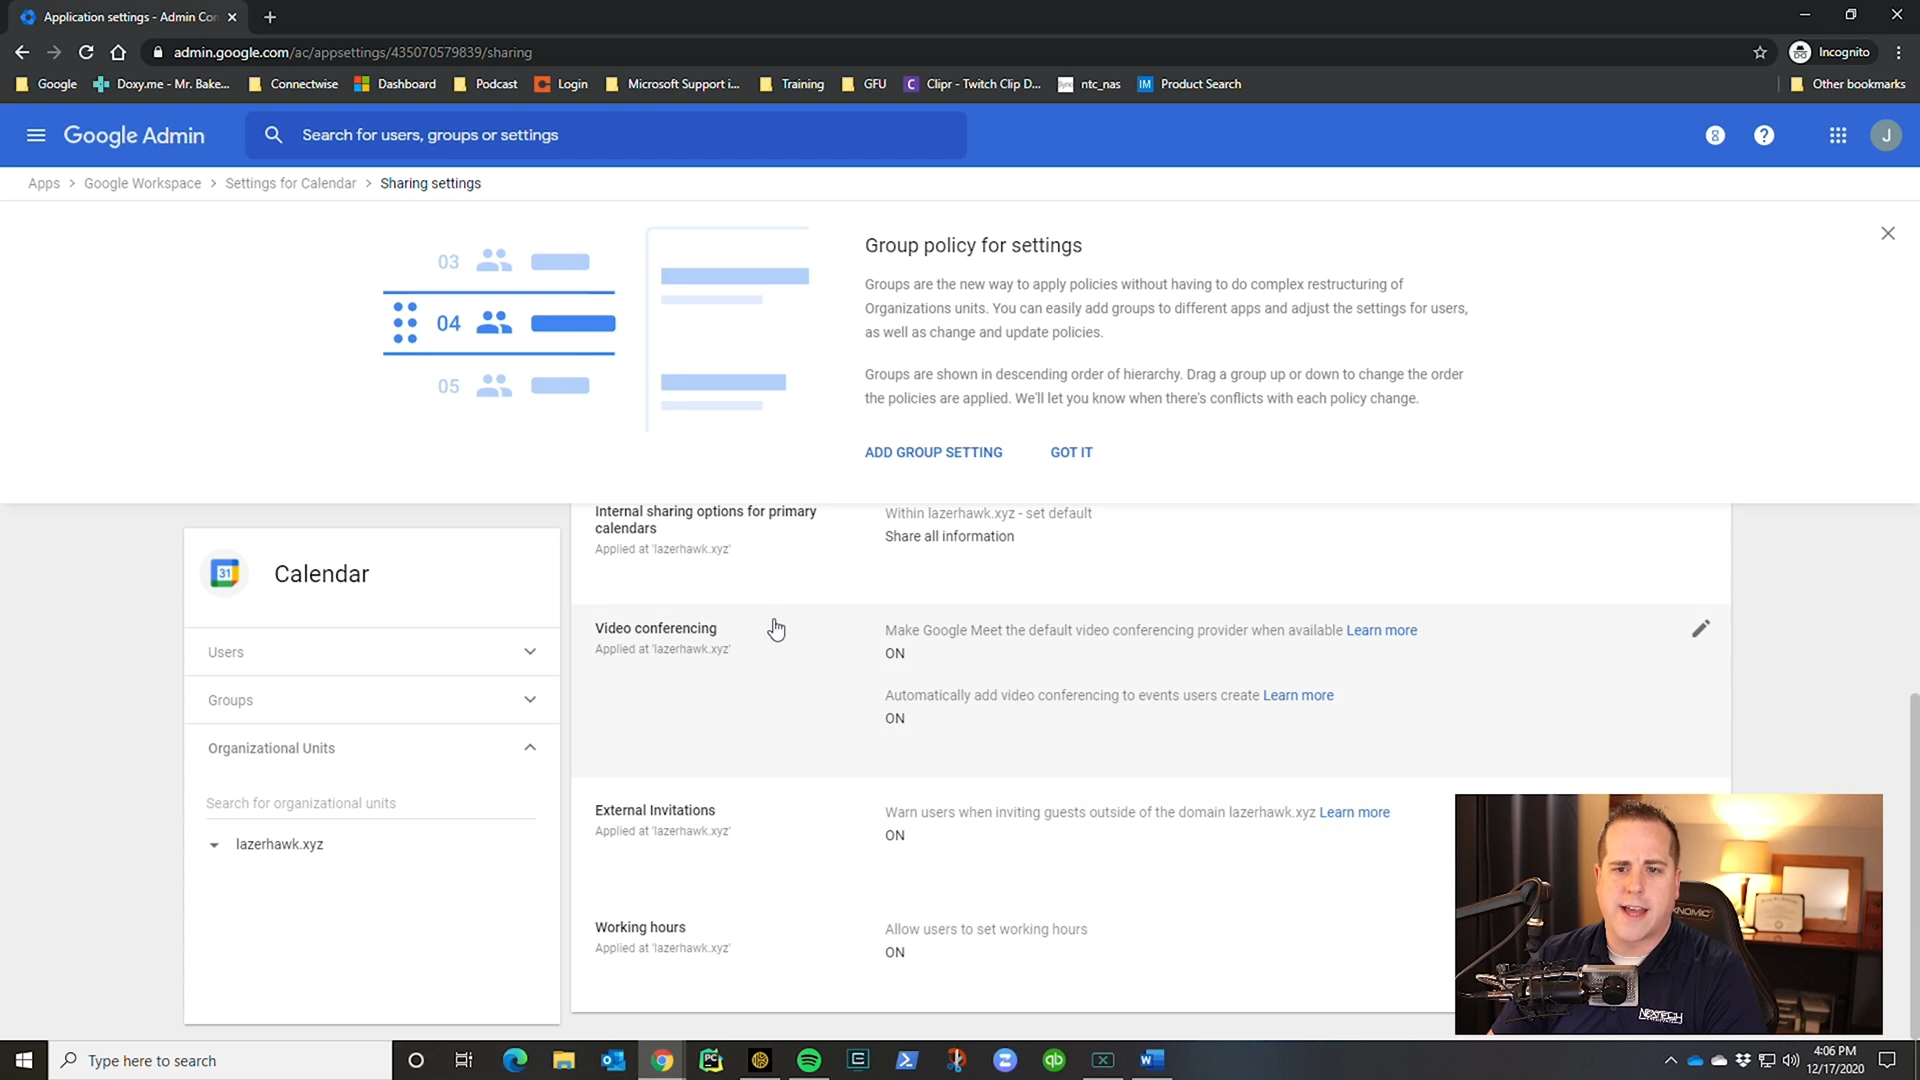 Application settings - Admin Con
admin.google.com/ac/appsettings/435070579839/sharing
Incognito
Google
Doxy.me - Mr. Bake...
Connectwise
Dashboard
Podcast
Login
Microsoft Support i...
Training
GFU
C
Clipr - Twitch Clip D...
ntc_nas
IM
Product Search
Other bookmarks
Google Admin
Search for users, groups or settings
J
Apps > Google Workspace > Settings for Calendar > Sharing settings
03
04
05
Group policy for settings
Groups are the new way to apply policies without having to do complex restructuring of
Organizations units. You can easily add groups to different apps and adjust the settings for users,
as well as change and update policies.
Groups are shown in descending order of hierarchy. Drag a group up or down to change the order
the policies are applied. We'll let you know when there's conflicts with each policy change.
ADD GROUP SETTING
GOT IT
31
Calendar
Users
Groups
Organizational Units
Search for organizational units
lazerhawk.xyz
Internal sharing options for primary
calendars
Applied at 'lazerhawk.xyz'
Within lazerhawk.xyz - set default
Share all information
Video conferencing
Applied at 'lazerhawk.xyz'
Make Google Meet the default video conferencing provider when available Learn more
ON
Automatically add video conferencing to events users create Learn more
ON
External Invitations
Applied at 'lazerhawk.xyz'
Warn users when inviting guests outside of the domain lazerhawk.xyz Learn more
ON
Working hours
Applied at 'lazerhawk.xyz'
Allow users to set working hours
ON
NEXTECH
Type here to search
PC
qb
4:06 PM
12/17/2020